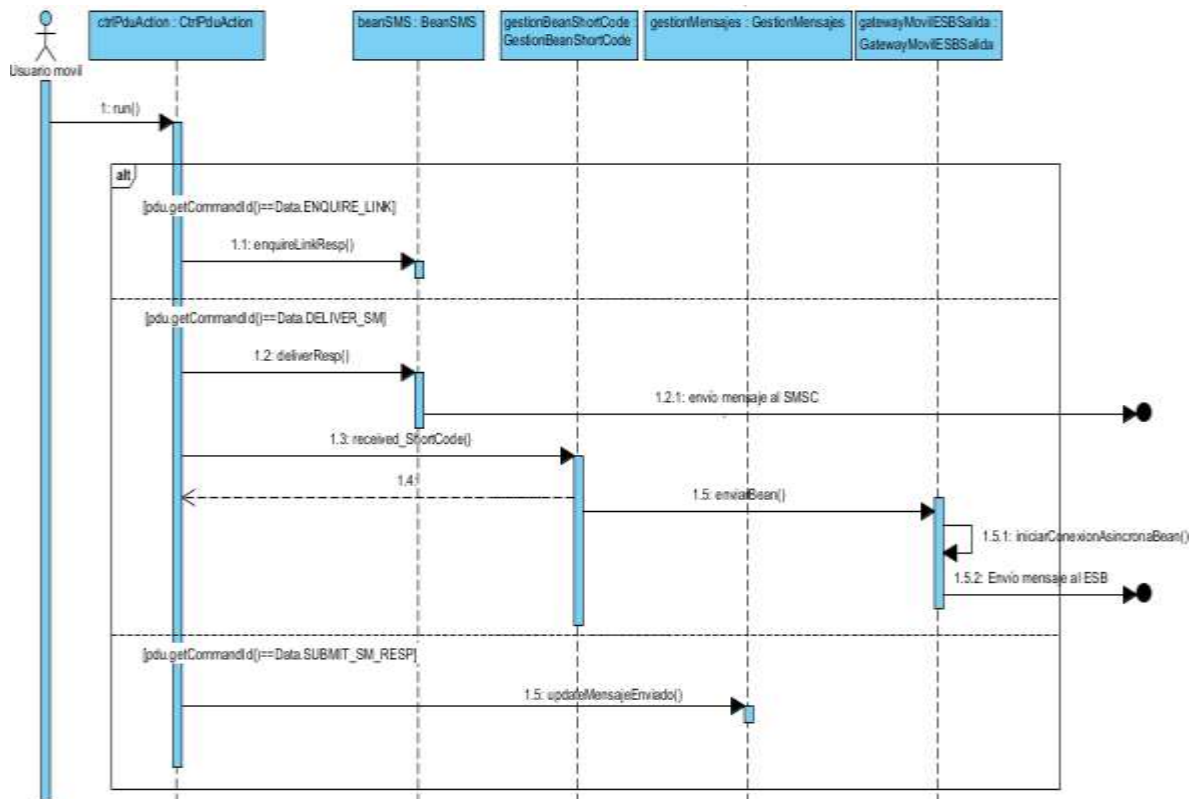 ctrlPduAction : CtrlPduAction
beanSMS : BeanSMS
gestionBeanShortCode :
GestionBeanShortCode
gestionMensajes : GestionMensajes
gatewayMovilESBSalida :
GatewayMovilESBSalida
Usuario movil
1: run()
alt
[pdu.getCommandId()==Data.ENQUIRE_LINK]
1.1: enquireLinkResp()
[pdu.getCommandId()==Data.DELIVER_SM]
1.2: deliverResp()
1.2.1: envío mensaje al SMSC
1.3: received_ShortCode()
1.4:
1.5: enviarBean()
1.5.1: iniciarConexionAsincronaBean()
1.5.2: Envío mensaje al ESB
[pdu.getCommandId()==Data.SUBMIT_SM_RESP]
1.5: updateMensajeEnviado()